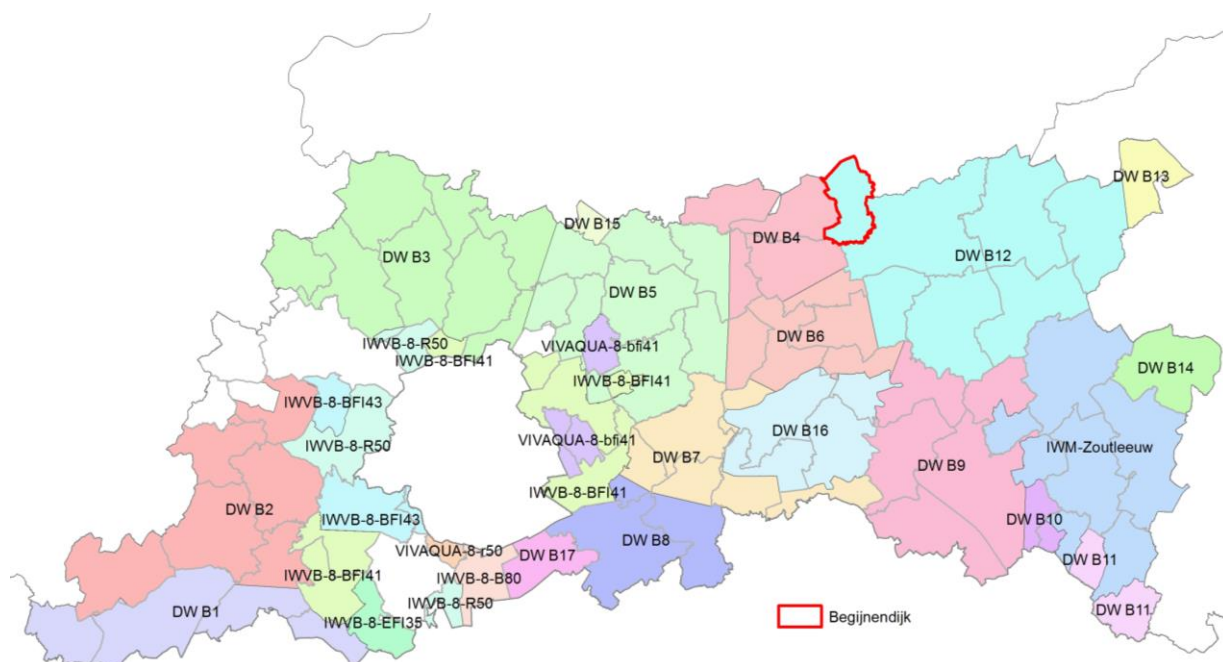 DW B13
DW B15
DW B4
DW B3
DW B12
DW B5
IWVB-8-R50
VIVAQUA-8-bfi41
DW B6
IWVB-8-BFI41
DW B14
IWVB-8-BFI41
IWVB-8-BFI43
DW B16
VIVAQUA-8-bfi41
IWVB-8-R50
IWM-Zoutleeuw
DW B7
DW B9
IWVB-8-BFI41
DW B2
IWVB-8-BFI43
DW B10
DW B8
VIVAQUA-8-r50
DW B17
DW B11
IWVB-8-BFI41
IWVB-8-B80
IWVB-8-R50
DW B1
DW B11
IWVB-8-EFI35
Begijnendijk